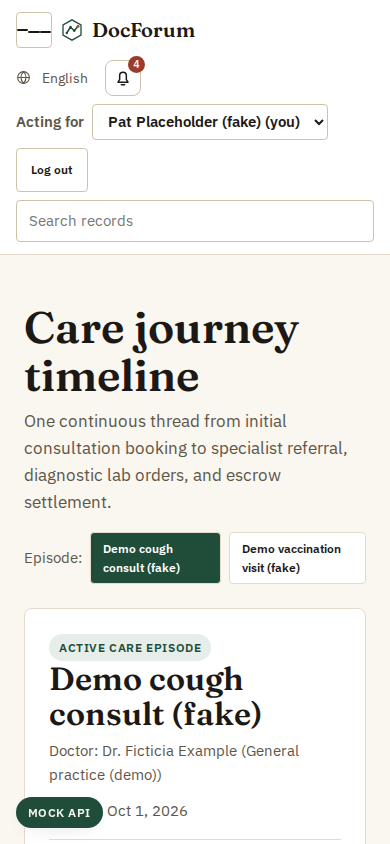 DocForum
English
4
Acting for
Pat Placeholder (fake) (you)
Log out
Search records
Care journey
timeline
One continuous thread from initial
consultation booking to specialist referral,
diagnostic lab orders, and escrow
settlement.
Episode:
Demo cough
consult (fake)
Demo vaccination
visit (fake)
ACTIVE CARE EPISODE
Demo cough
consult (fake)
Doctor: Dr. Ficticia Example (General
practice (demo))
MOCK API
Oct 1, 2026